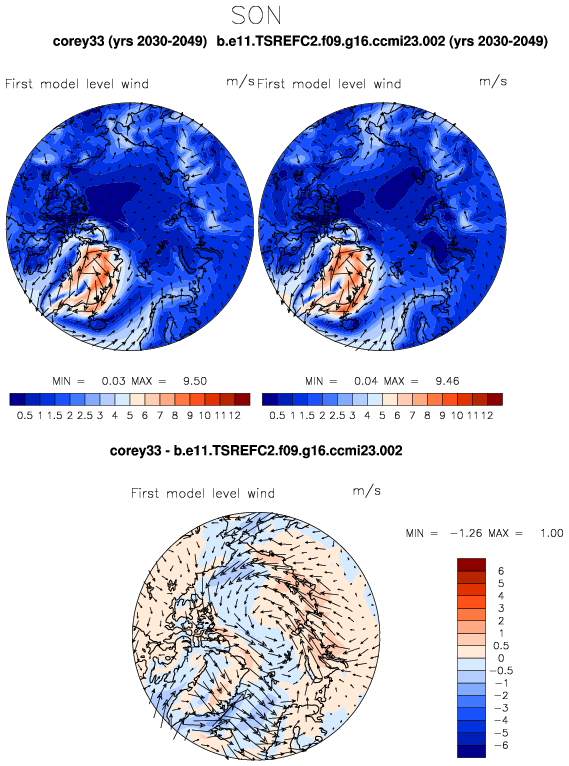 SON
corey33 (yrs 2030-2049) b.e11.TSREFC2.f09.g16.ccmi23.002 (yrs 2030-2049)
First model level wind m/s First model level wind m/s
MIN = 0.03 MAX = 9.50 MIN = 0.04 MAX = 9.46
0.5 1 1.5 2 2.5 3 4 5 6 7 8 9 10 11 12 0.5 1 1.5 2 2.5 3 4 5 6 7 8 9 10 11 12
corey33 - b.e11.TSREFC2.f09.g16.ccmi23.002
First model level wind m/s
MIN = -1.26 MAX = 1.00
6
5
4
3
2
1
0.5
0
-0.5
-1
-2
-3
-4
-5
-6